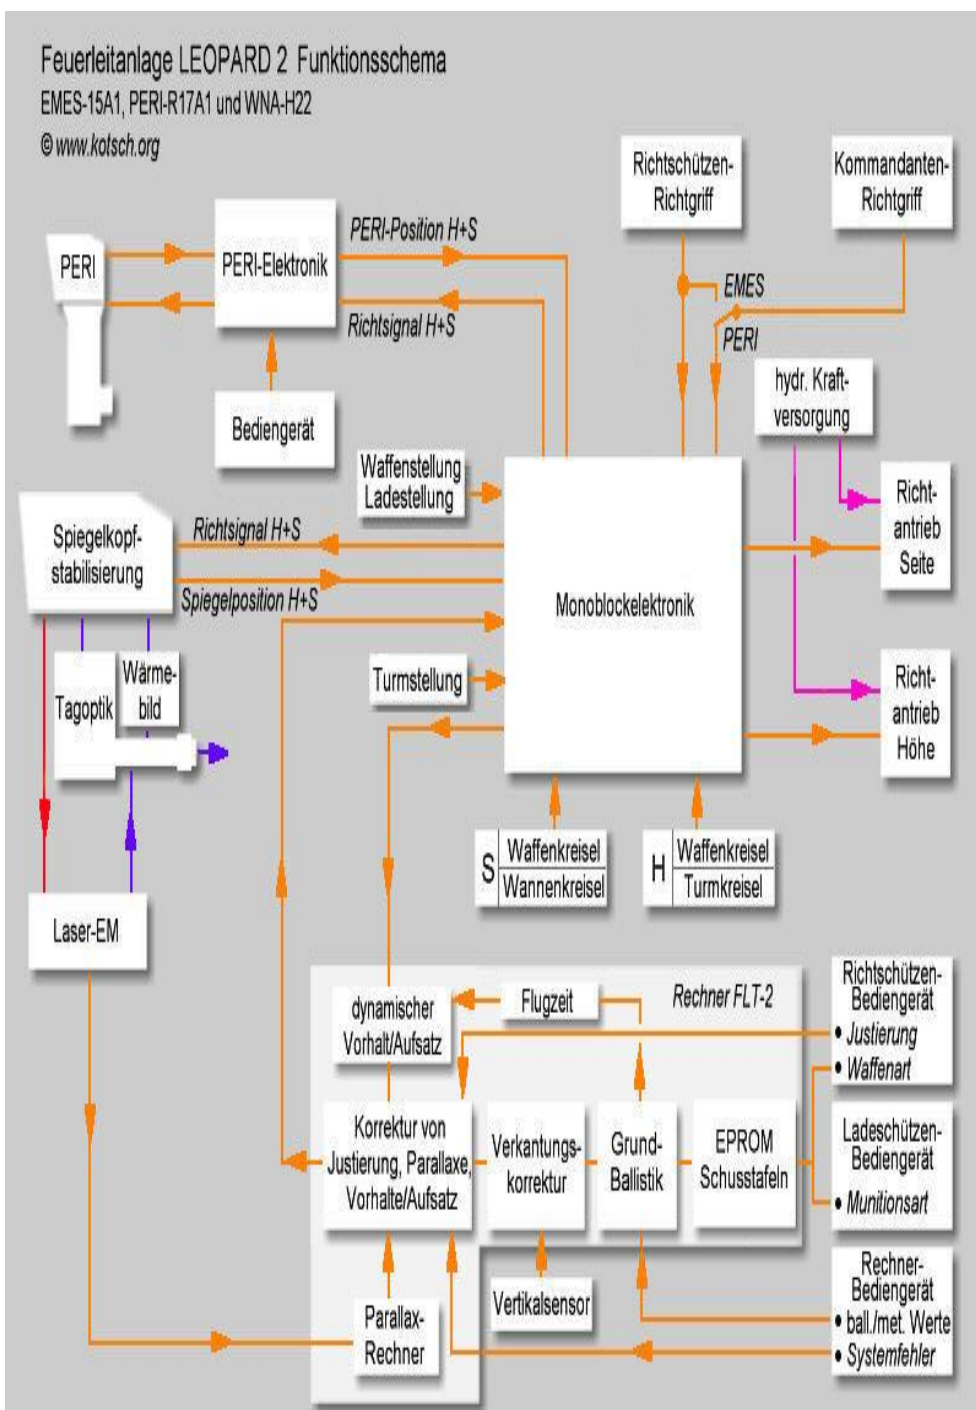 Feuerleitanlage LEOPARD 2 Funktionsschema
EMES-15A1, PERI-R17A1 und WNA-H22
© www.kotsch.org
Richtschützen-
Richtgriff
Kommandanten-
Richtgriff
PERI
PERI-Elektronik
PERI-Position H+S
Richtsignal H+S
EMES
PERI
Bediengerät
hydr. Kraft-
versorgung
Waffenstellung
Ladestellung
Richt-
antrieb
Seite
Spiegelkopf-
stabilisierung
Richtsignal H+S
Spiegelposition H+S
Monoblockelektronik
Tagoptik
Wärme-
bild
Turmstellung
Richt-
antrieb
Höhe
S
Waffenkreisel
Wannenkreisel
H
Waffenkreisel
Turmkreisel
Laser-EM
dynamischer
Vorhalt/Aufsatz
Flugzeit
Rechner FLT-2
Richtschützen-
Bediengerät
• Justierung
• Waffenart
Korrektur von
Justierung, Parallaxe,
Vorhalte/Aufsatz
Verkantungs-
korrektur
Grund-
Ballistik
EPROM
Schusstafeln
Ladeschützen-
Bediengerät
• Munitionsart
Parallax-
Rechner
Vertikalsensor
Rechner-
Bediengerät
• ball./met. Werte
• Systemfehler